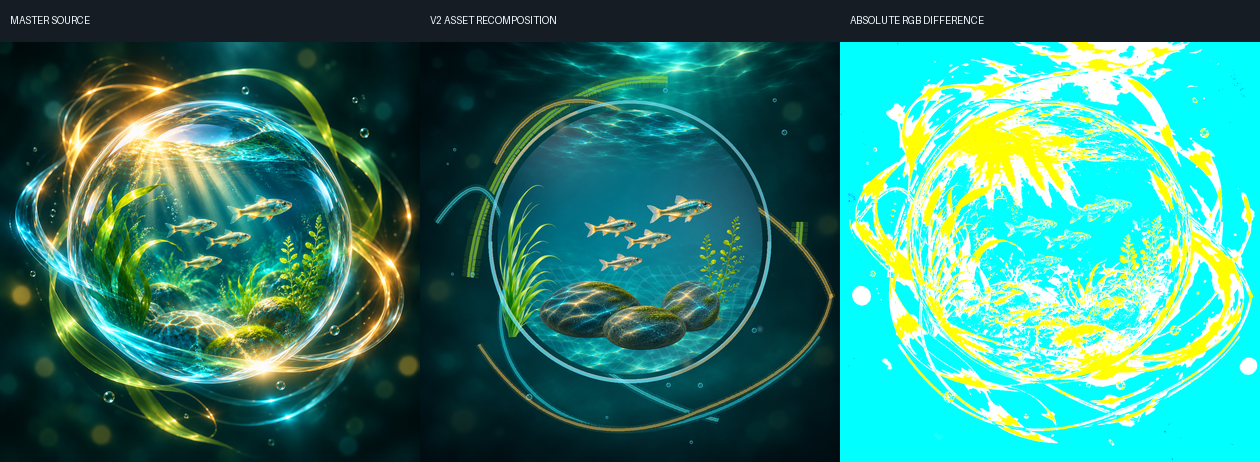 MASTER SOURCE
V2 ASSET RECOMPOSITION
ABSOLUTE RGB DIFFERENCE